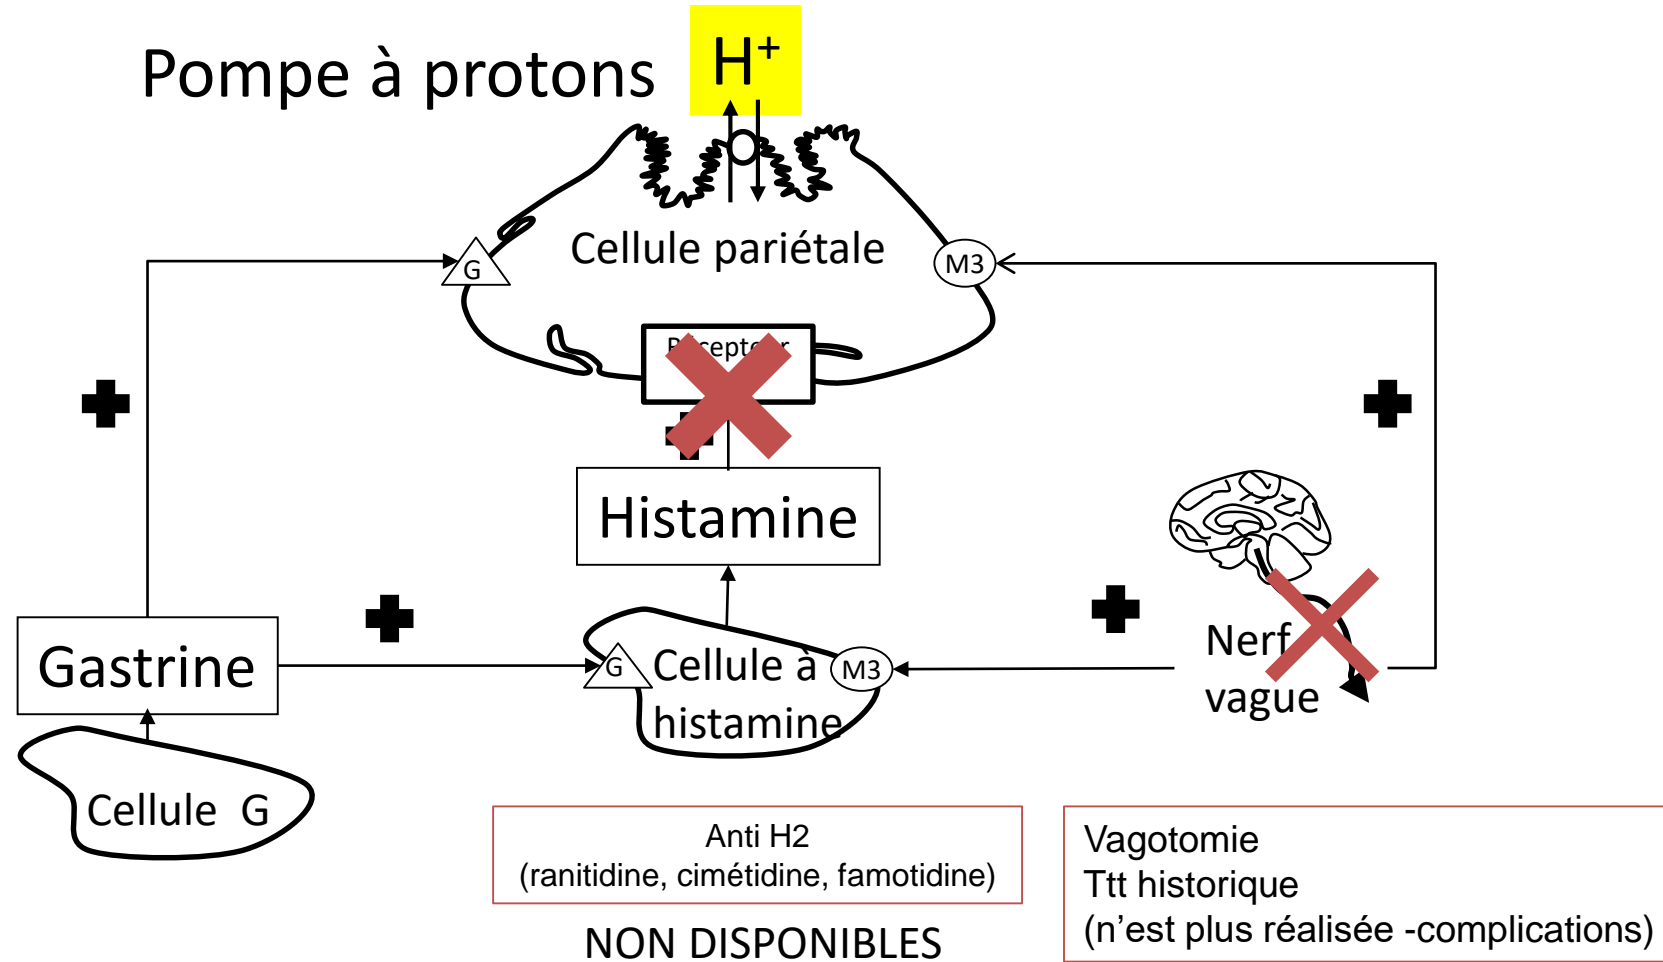 Pompe à protons
H+
Cellule pariétale
G
M3
Histamine
Gastrine
G
Cellule à
histamine
M3
Nerf
vague
Cellule G
Anti H2
(ranitidine, cimétidine, famotidine)
NON DISPONIBLES
Vagotomie
Ttt historique
(n'est plus réalisée -complications)